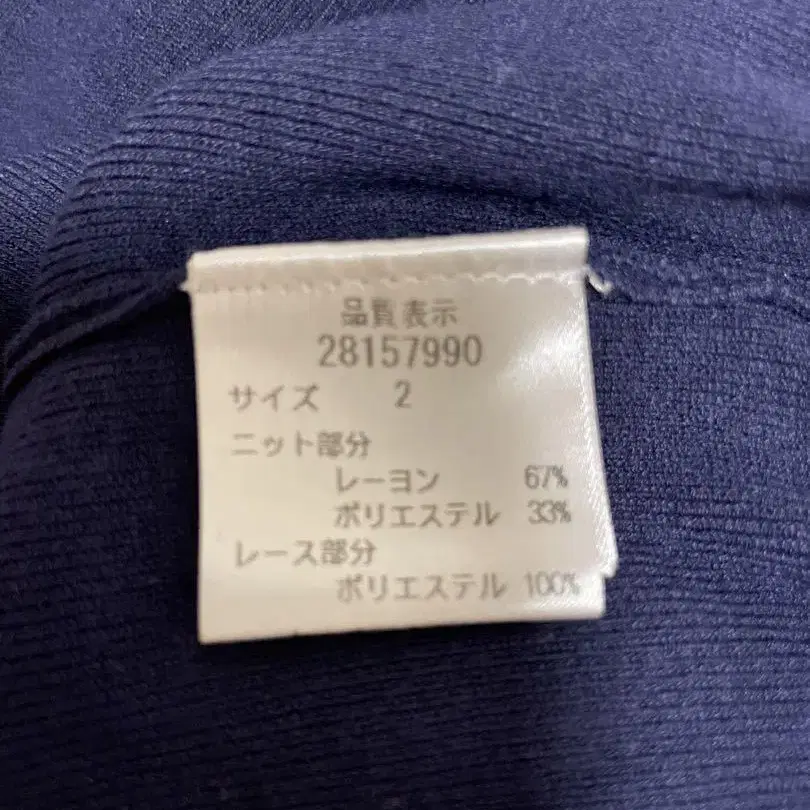 品質表示
28157990
サイズ 2
ニット部分
レーヨン 67%
ポリエステル 33%
レース部分
ポリエステル 100%